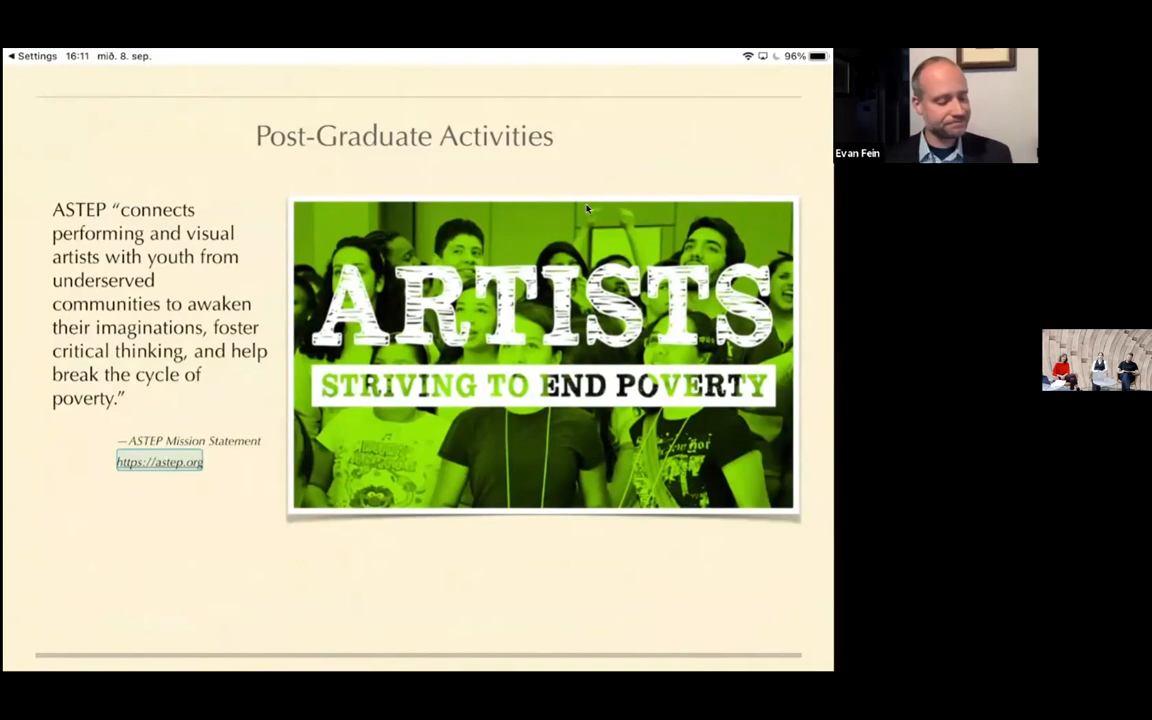 ◀ Settings 16:11 mið. 8. sep.
96%
Post-Graduate Activities
ASTEP “connects
performing and visual
artists with youth from
underserved
communities to awaken
their imaginations, foster
critical thinking, and help
break the cycle of
poverty.”
—ASTEP Mission Statement
https://astep.org
ARTISTS
STRIVING TO END POVERTY
Evan Fein